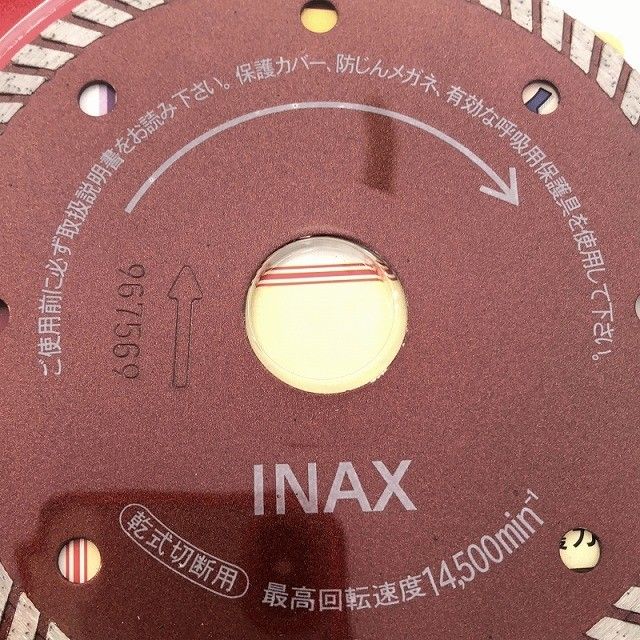 ご使用前に必ず取扱説明書をお読み下さい。保護カバー、防じんメガネ、有効な呼吸用保護具を使用して下さい。
967569
INAX
乾式切断用
最高回転速度14,500min⁻¹